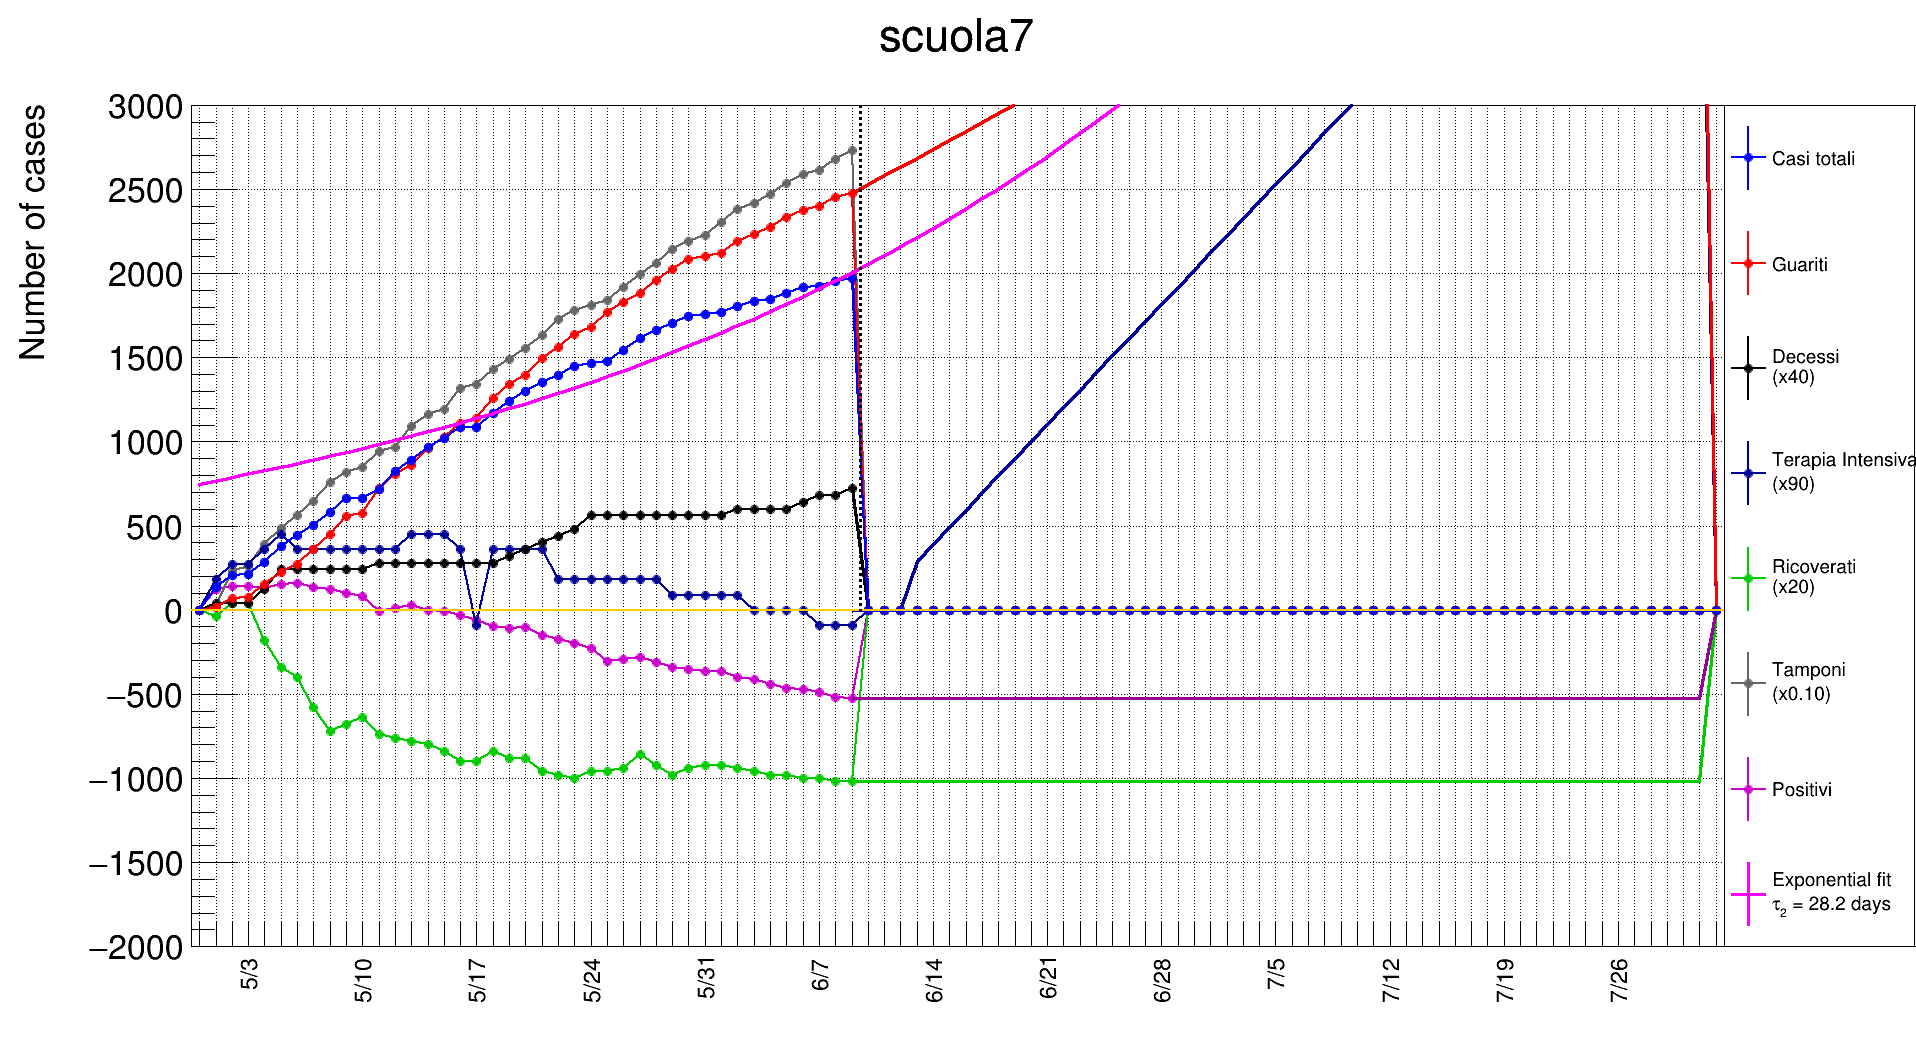 scuola7
Number of cases
3000
2500
2000
1500
1000
500
0
−500
−1000
−1500
−2000
5/3
5/10
5/17
5/24
5/31
6/7
6/14
6/21
6/28
7/5
7/12
7/19
7/26
Casi totali
Guariti
Decessi
(x40)
Terapia Intensiva
(x90)
Ricoverati
(x20)
Tamponi
(x0.10)
Positivi
Exponential fit
τ2 = 28.2 days